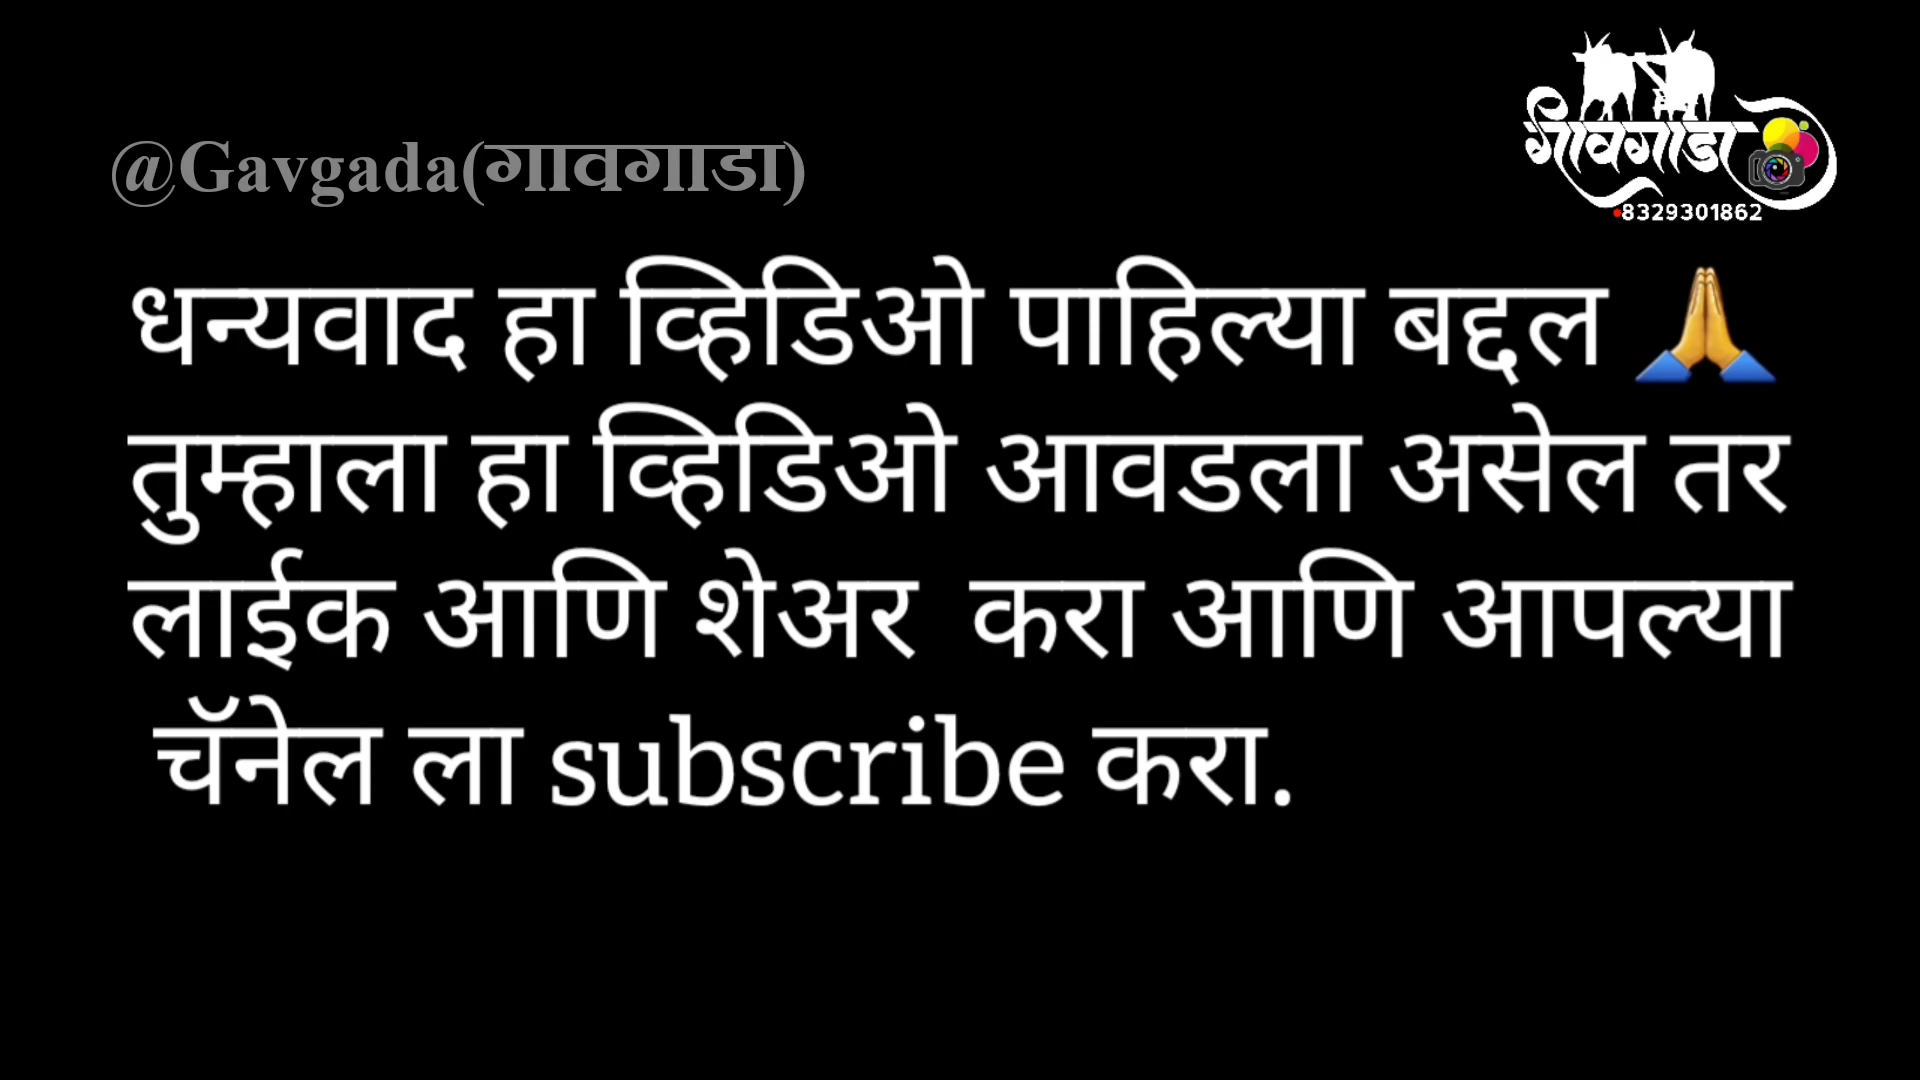 @Gavgada(गावगाडा)
गावगाडा
8329301862
धन्यवाद हा व्हिडिओ पाहिल्या बद्दल 🙏
तुम्हाला हा व्हिडिओ आवडला असेल तर
लाईक आणि शेअर करा आणि आपल्या
चॅनेल ला subscribe करा.